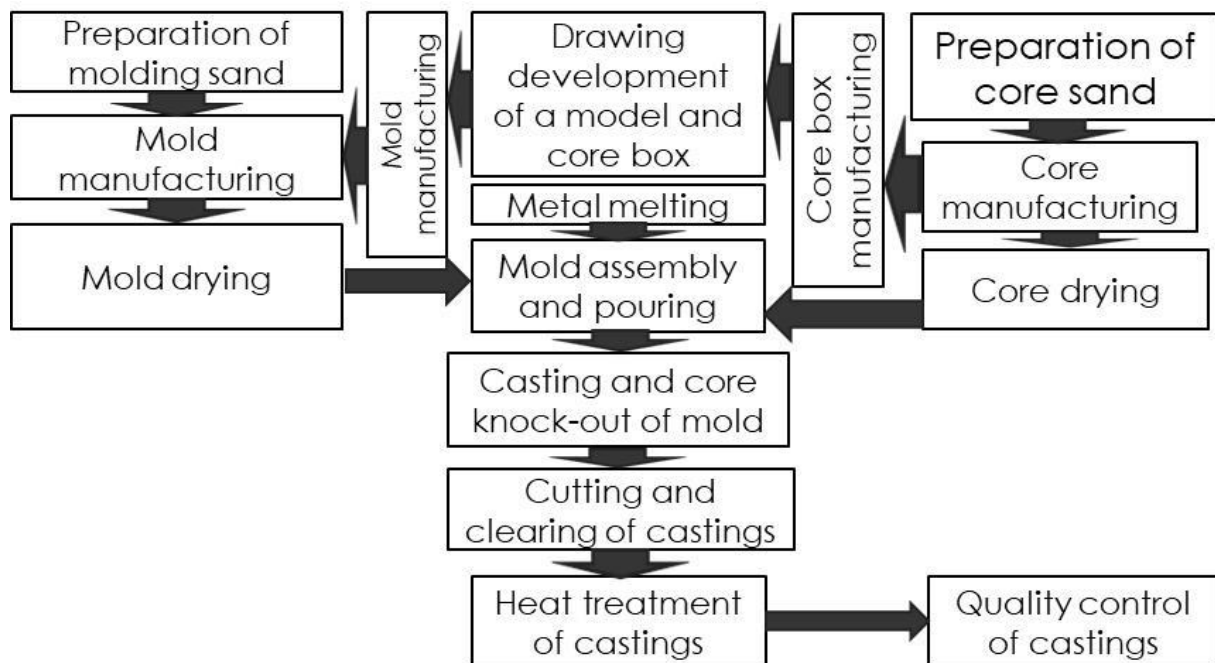 Preparation of
molding sand
Mold
manufacturing
Mold drying
Mold
manufacturing
Drawing
development
of a model and
core box
Metal melting
Mold assembly
and pouring
Casting and core
knock-out of mold
Cutting and
clearing of castings
Heat treatment
of castings
Core box
manufacturing
Preparation of
core sand
Core
manufacturing
Core drying
Quality control
of castings